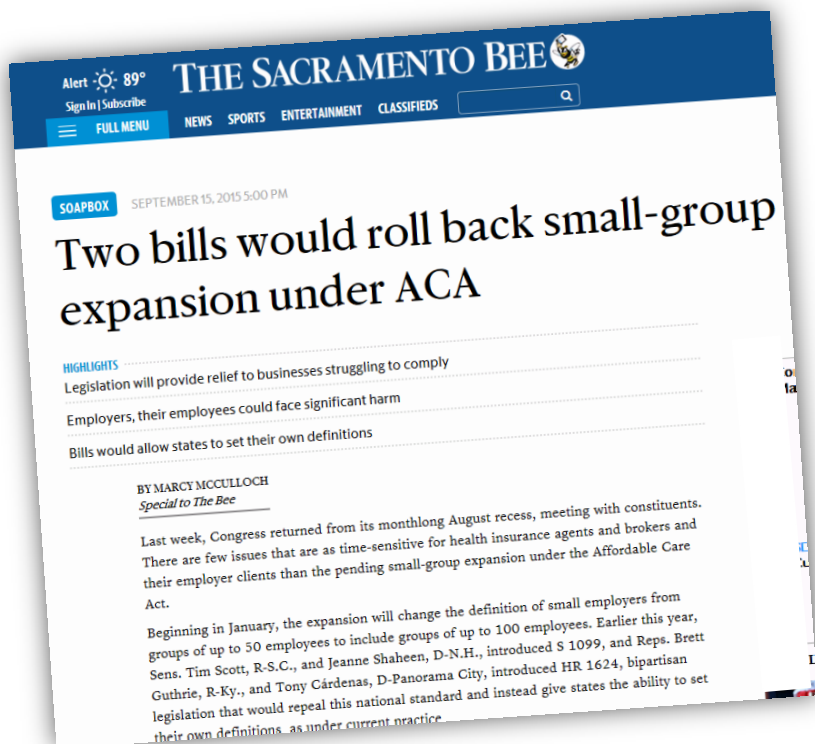 Alert 89°
THE SACRAMENTO BEE
Sign In | Subscribe
FULL MENU NEWS SPORTS ENTERTAINMENT CLASSIFIEDS
SOAPBOX SEPTEMBER 15, 2015 5:00 PM
Two bills would roll back small-group
expansion under ACA
HIGHLIGHTS
Legislation will provide relief to businesses struggling to comply
Employers, their employees could face significant harm
Bills would allow states to set their own definitions
BY MARCY MCCULLOCH
Special to The Bee
Last week, Congress returned from its monthlong August recess, meeting with constituents.
There are few issues that are as time-sensitive for health insurance agents and brokers and
their employer clients than the pending small-group expansion under the Affordable Care
Act.
Beginning in January, the expansion will change the definition of small employers from
groups of up to 50 employees to include groups of up to 100 employees. Earlier this year,
Sens. Tim Scott, R-S.C., and Jeanne Shaheen, D-N.H., introduced S 1099, and Reps. Brett
Guthrie, R-Ky., and Tony Cárdenas, D-Panorama City, introduced HR 1624, bipartisan
legislation that would repeal this national standard and instead give states the ability to set
their own definitions, as under current practice